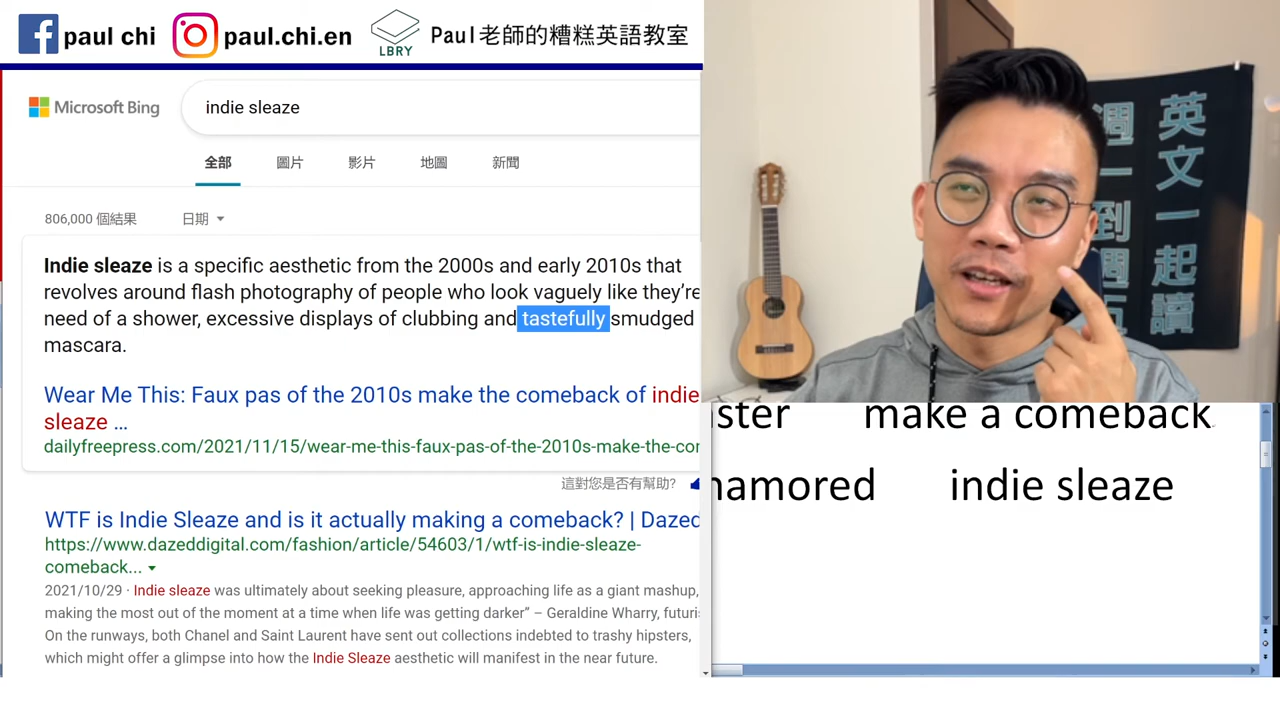 paul chi
paul.chi.en
LBRY
Paul老師的糟糕英語教室
Microsoft Bing
indie sleaze
全部 圖片 影片 地圖 新聞
806,000 個結果 日期
Indie sleaze is a specific aesthetic from the 2000s and early 2010s that
revolves around flash photography of people who look vaguely like they’re
need of a shower, excessive displays of clubbing and tastefully smudged
mascara.
Wear Me This: Faux pas of the 2010s make the comeback of indie
sleaze ...
dailyfreepress.com/2021/11/15/wear-me-this-faux-pas-of-the-2010s-make-the-cor
這對您是否有幫助?
WTF is Indie Sleaze and is it actually making a comeback? | Dazed
https://www.dazeddigital.com/fashion/article/54603/1/wtf-is-indie-sleaze-
comeback...
2021/10/29 · Indie sleaze was ultimately about seeking pleasure, approaching life as a giant mashup,
making the most out of the moment at a time when life was getting darker” – Geraldine Wharry, futuri
On the runways, both Chanel and Saint Laurent have sent out collections indebted to trashy hipsters,
which might offer a glimpse into how the Indie Sleaze aesthetic will manifest in the near future.
英文一起讀
週一到週五
aster make a comeback
namored indie sleaze